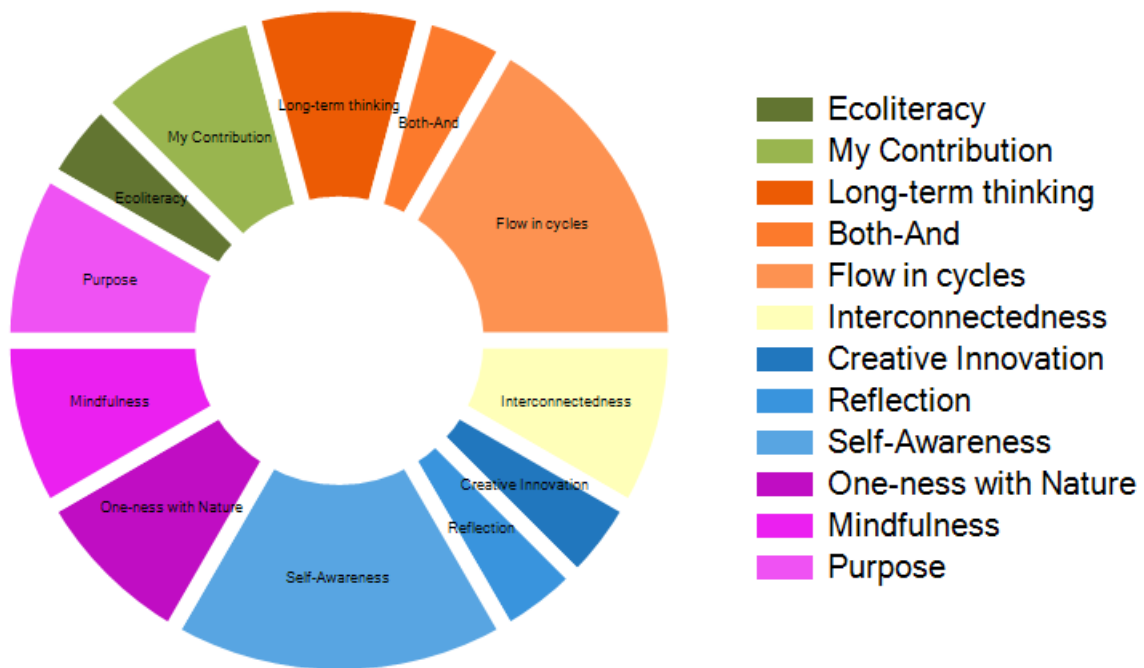 Long-term thinking
Both-And
My Contribution
Ecoliteracy
Flow in cycles
Purpose
Mindfulness
Interconnectedness
One-ness with Nature
Creative Innovation
Reflection
Self-Awareness
Ecoliteracy
My Contribution
Long-term thinking
Both-And
Flow in cycles
Interconnectedness
Creative Innovation
Reflection
Self-Awareness
One-ness with Nature
Mindfulness
Purpose